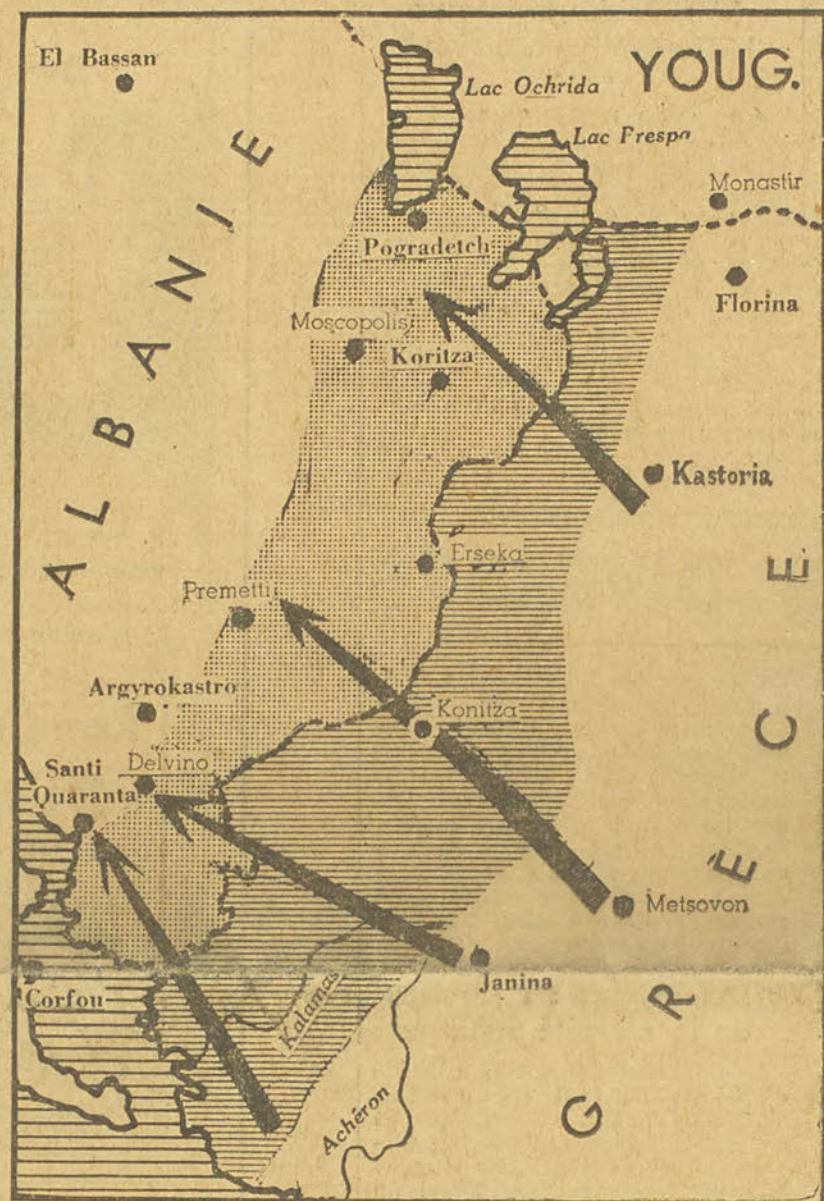 El Bassan
YOUG.
Lac Ochrida
Lac Prespa
Monastir
ALBANIE
Pogradetch
Florina
Moscopolis
Koritza
Kastoria
Erseka
Premetti
Argyrokastro
Konitza
Santi
Quaranta
Delvino
GRÉCE
Metsovon
Janina
Corfou
Kalamas
Achéron